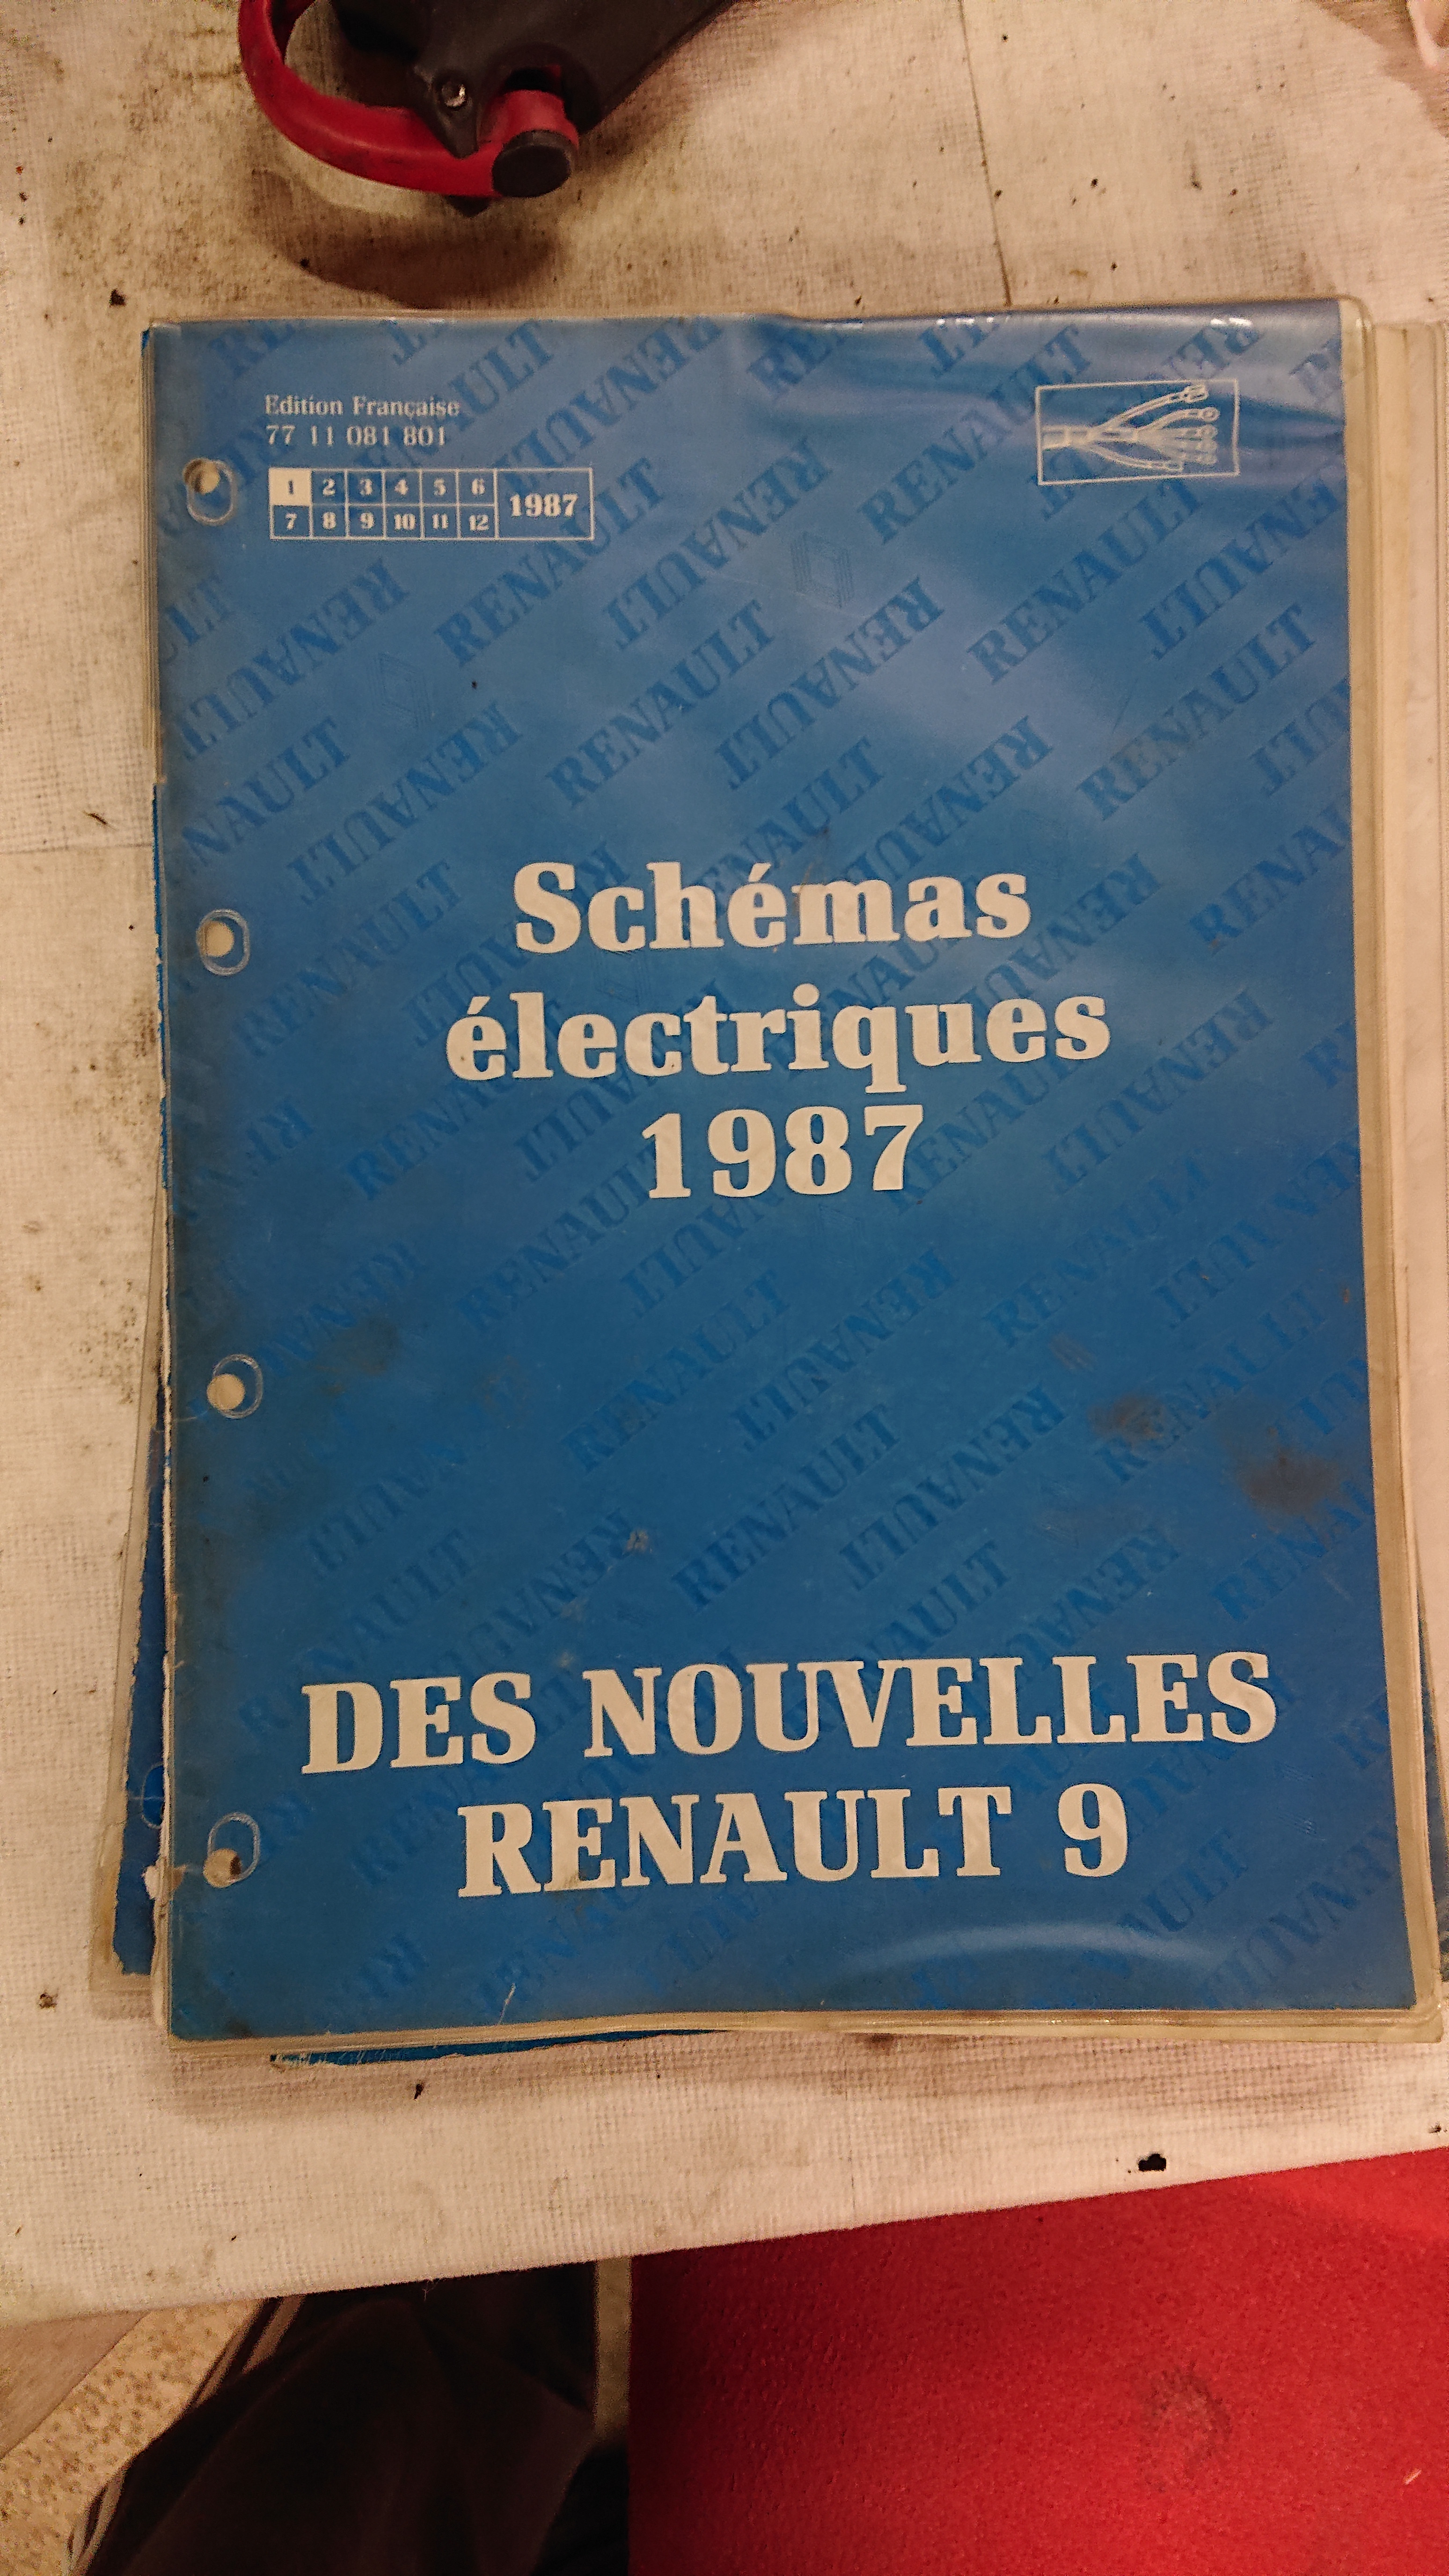 Edition Française
77 11 081 801
1 2 3 4 5 6 1987
7 8 9 10 11 12
Schémas
électriques
1987
DES NOUVELLES
RENAULT 9